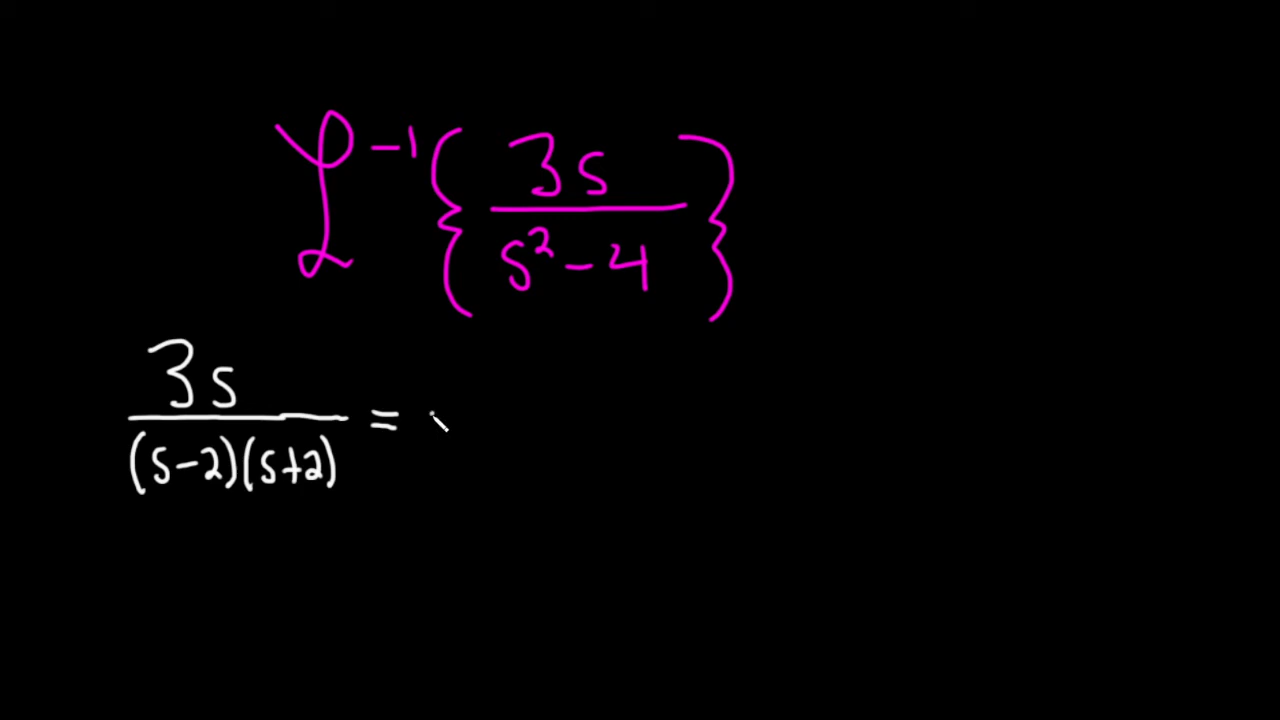 ℒ⁻¹{ 3s / (s² - 4) }
3s / ((s-2)(s+2)) =